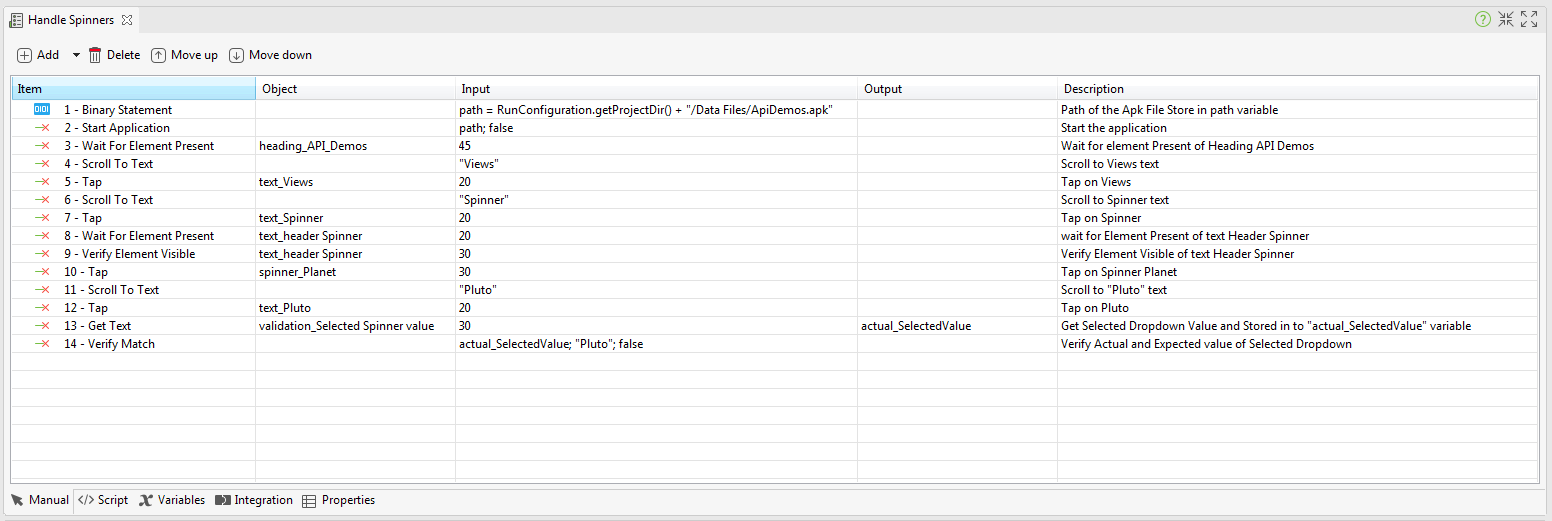 Handle Spinners
Add Delete Move up Move down
Item Object Input Output Description
1 - Binary Statement path = RunConfiguration.getProjectDir() + "/Data Files/ApiDemos.apk" Path of the Apk File Store in path variable
2 - Start Application path; false Start the application
3 - Wait For Element Present heading_API_Demos 45 Wait for element Present of Heading API Demos
4 - Scroll To Text "Views" Scroll to Views text
5 - Tap text_Views 20 Tap on Views
6 - Scroll To Text "Spinner" Scroll to Spinner text
7 - Tap text_Spinner 20 Tap on Spinner
8 - Wait For Element Present text_header Spinner 20 wait for Element Present of text Header Spinner
9 - Verify Element Visible text_header Spinner 30 Verify Element Visible of text Header Spinner
10 - Tap spinner_Planet 30 Tap on Spinner Planet
11 - Scroll To Text "Pluto" Scroll to "Pluto" text
12 - Tap text_Pluto 20 Tap on Pluto
13 - Get Text validation_Selected Spinner value 30 actual_SelectedValue Get Selected Dropdown Value and Stored in to "actual_SelectedValue" variable
14 - Verify Match actual_SelectedValue; "Pluto"; false Verify Actual and Expected value of Selected Dropdown
Manual </> Script Variables Integration Properties